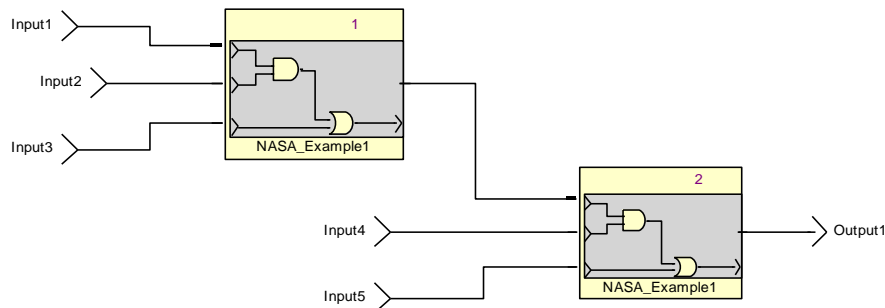 Input1
1
Input2
Input3
NASA_Example1
2
Input4
Output1
Input5
NASA_Example1